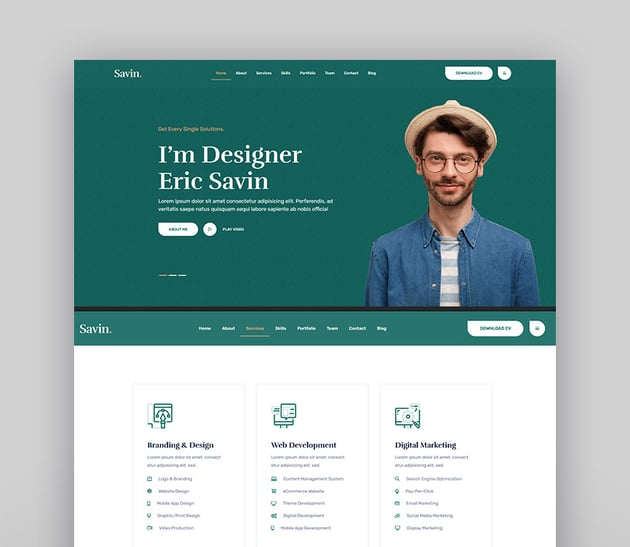 Savin.
Home About Services Skills Portfolio Team Contact Blog
DOWNLOAD CV
Get Every Single Solutions.
I'm Designer
Eric Savin
Lorem ipsum dolor sit amet consectetur adipisicing elit. Perferendis, ad
veritatis saepe natus quisquam sequi labore sapiente ab nobis officia!
ABOUT ME
PLAY VIDEO
Savin.
Home About Services Skills Portfolio Team Contact Blog
DOWNLOAD CV
Branding & Design
Lorem ipsum dolor sit amet, consect
etur adipisicing elit, sed
Logo & Branding
Website Design
Mobile App Design
Graphic/Print Design
Video Production
Web Development
Lorem ipsum dolor sit amet, consect
etur adipisicing elit, sed
Content Management System
eCommerce Website
Theme Development
Digital Development
Mobile App Development
Digital Marketing
Lorem ipsum dolor sit amet, consect
etur adipisicing elit, sed
Search Engine Optimization
Pay-Per-Click
Email Marketing
Social Media Marketing
Display Marketing